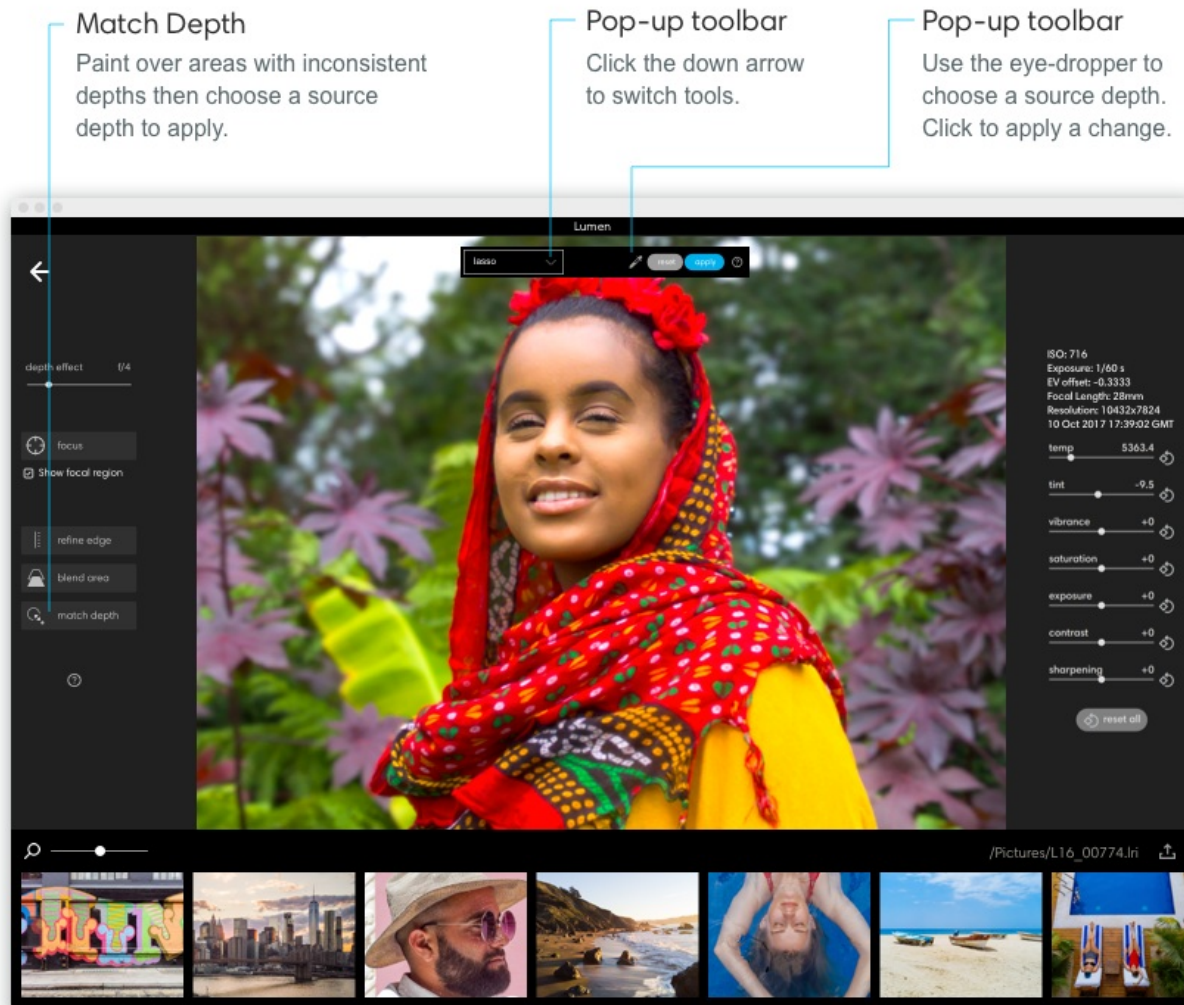 Match Depth
Paint over areas with inconsistent
depths then choose a source
depth to apply.
Pop-up toolbar
Click the down arrow
to switch tools.
Pop-up toolbar
Use the eye-dropper to
choose a source depth.
Click to apply a change.
Lumen
lasso
reset
apply
depth effect f/4
focus
Show focal region
refine edge
blend area
match depth
ISO: 716
Exposure: 1/60 s
EV offset: -0.3333
Focal Length: 28mm
Resolution: 10432x7824
10 Oct 2017 17:39:02 GMT
temp 5363.4
tint -9.5
vibrance +0
saturation +0
exposure +0
contrast +0
sharpening +0
reset all
/Pictures/L16_00774.lri